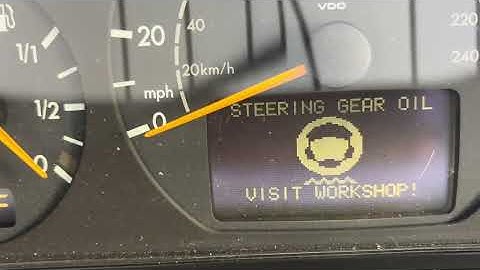 VDO
1/1
20
40
220
20km/h
240
mph
STEERING GEAR OIL
1/2
0
0
VISIT WORKSHOP!